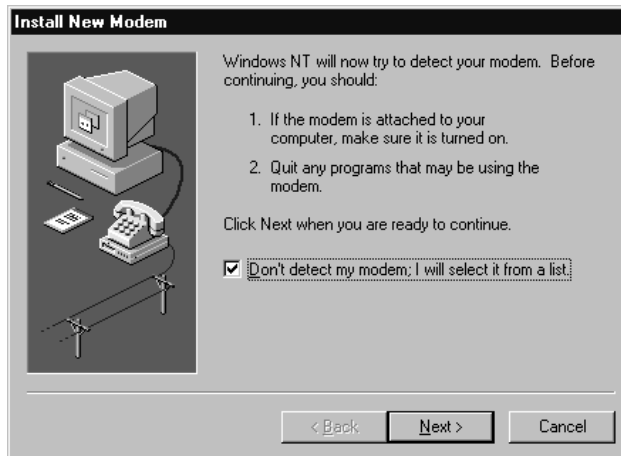 Install New Modem
Windows NT will now try to detect your modem. Before
continuing, you should:
1. If the modem is attached to your
computer, make sure it is turned on.
2. Quit any programs that may be using the
modem.
Click Next when you are ready to continue.
Don't detect my modem; I will select it from a list.
< Back
Next >
Cancel